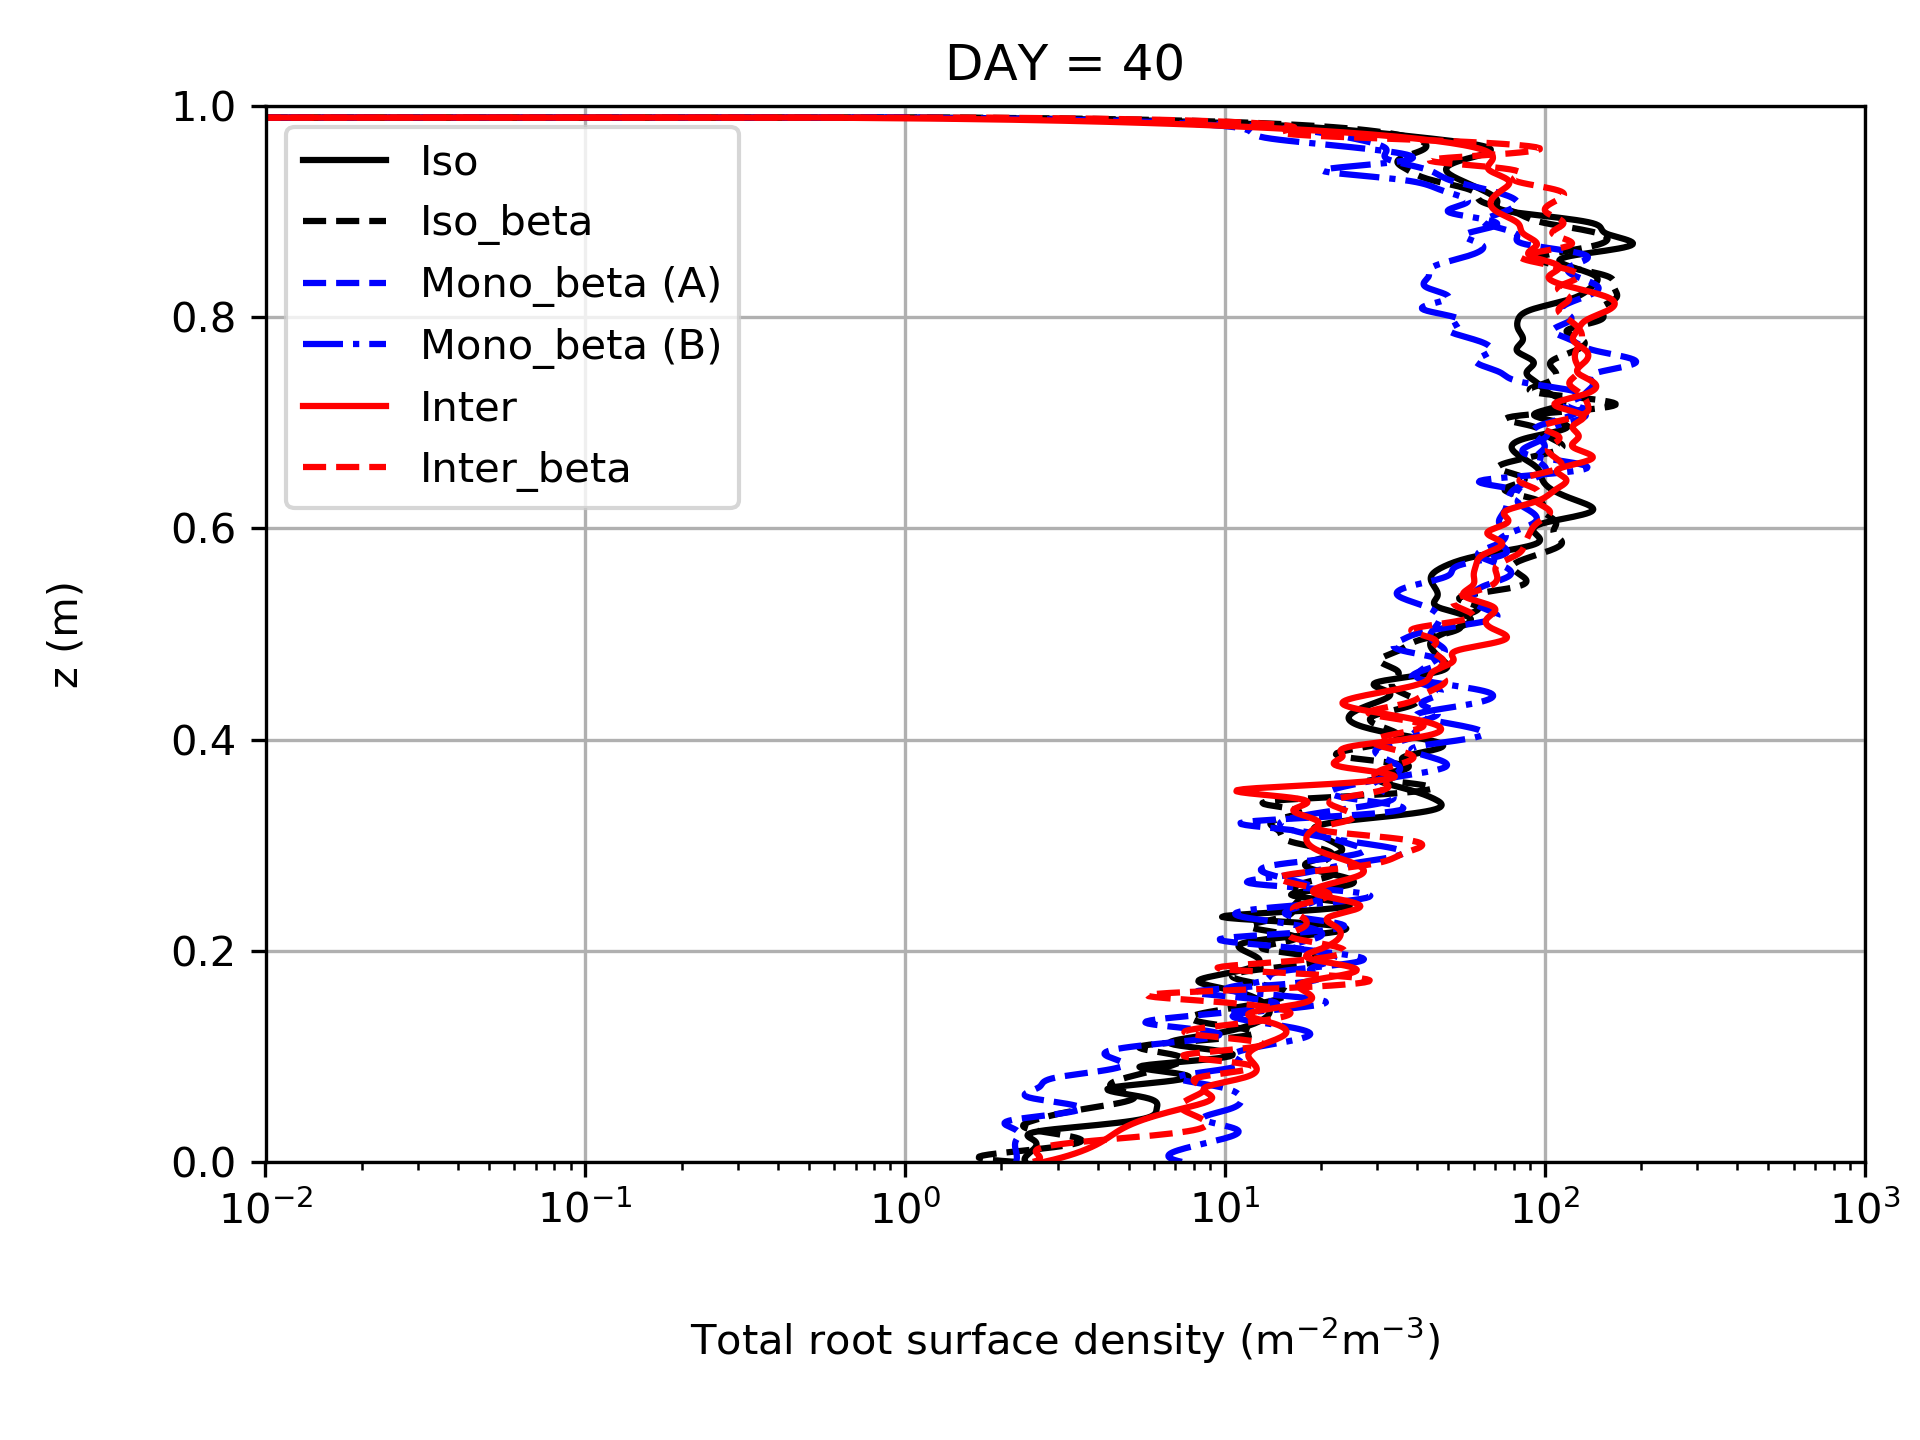 DAY = 40
1.0
0.8
0.6
0.4
0.2
0.0
z (m)
Iso
Iso_beta
Mono_beta (A)
Mono_beta (B)
Inter
Inter_beta
10⁻² 10⁻¹ 10⁰ 10¹ 10² 10³
Total root surface density (m⁻²m⁻³)